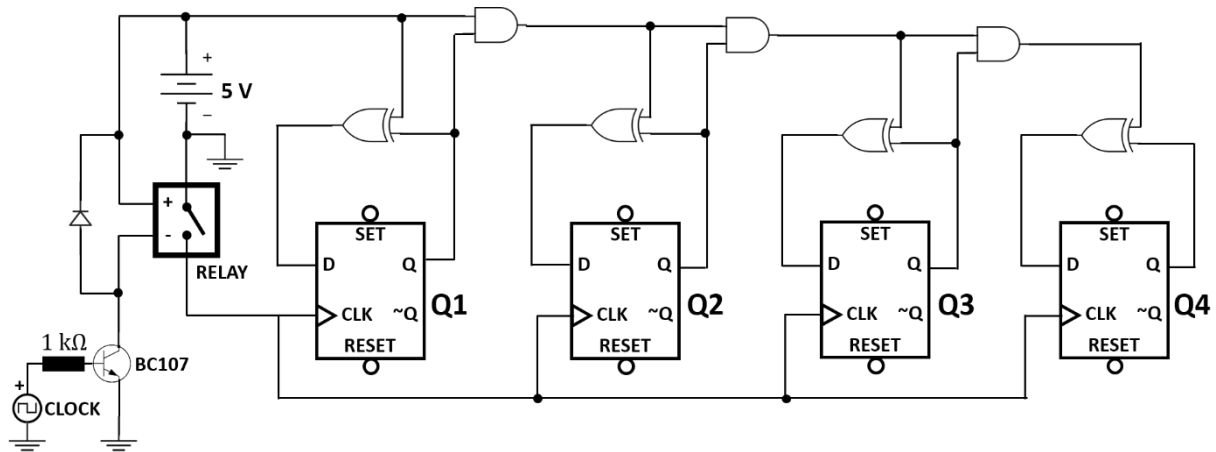 +
5 V
−
+
-
RELAY
1 kΩ
BC107
+
CLOCK
SET
D
Q
CLK
~Q
RESET
Q1
SET
D
Q
CLK
~Q
RESET
Q2
SET
D
Q
CLK
~Q
RESET
Q3
SET
D
Q
CLK
~Q
RESET
Q4